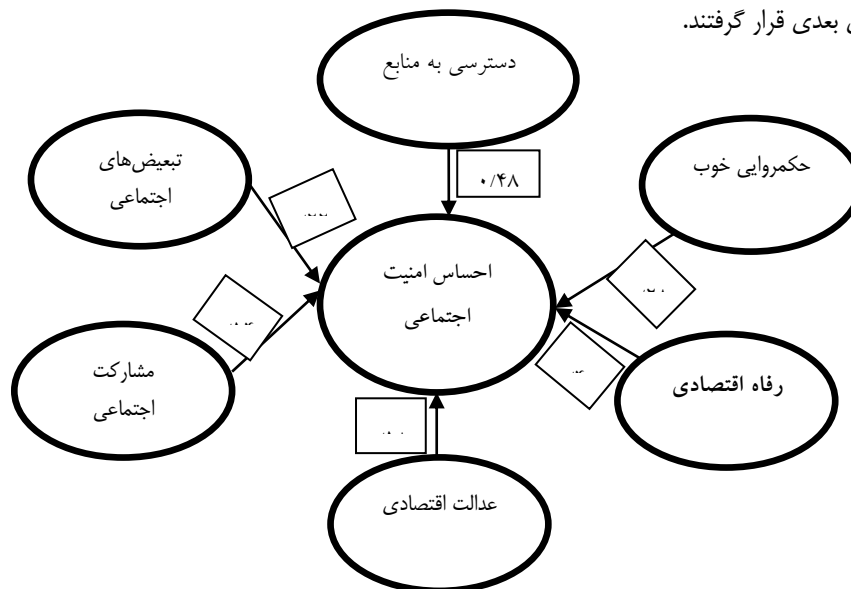 بعدی قرار گرفتند.
دسترسی به منابع
تبعیض‌های
اجتماعی
حکمروایی خوب
۰/۴۸
احساس امنیت
اجتماعی
مشارکت
اجتماعی
رفاه اقتصادی
عدالت اقتصادی